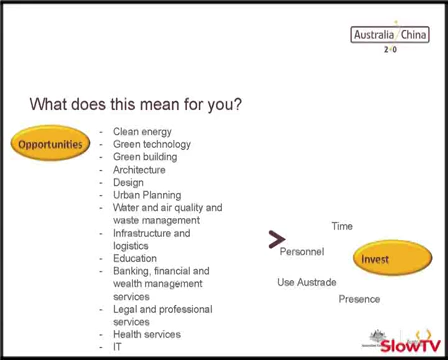 Australia China
2 0
What does this mean for you?
Opportunities
- Clean energy
- Green technology
- Green building
- Architecture
- Design
- Urban Planning
- Water and air quality and
waste management
- Infrastructure and
logistics
- Education
- Banking, financial and
wealth management
services
- Legal and professional
services
- Health services
- IT
Time
Personnel
Invest
Use Austrade
Presence
SlowTV